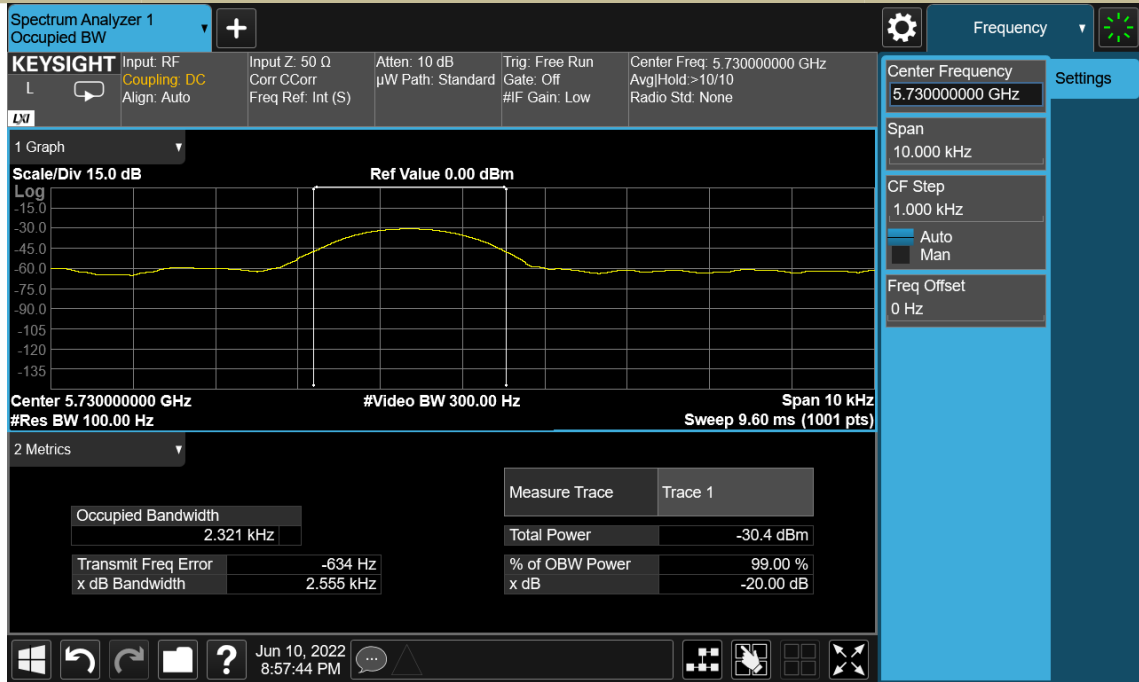 Spectrum Analyzer 1
Occupied BW
Frequency
KEYSIGHT
L
LXI
Input: RF
Coupling: DC
Align: Auto
Input Z: 50 Ω
Corr CCorr
Freq Ref: Int (S)
Atten: 10 dB
µW Path: Standard
Trig: Free Run
Gate: Off
#IF Gain: Low
Center Freq: 5.730000000 GHz
Avg|Hold:>10/10
Radio Std: None
Center Frequency
5.730000000 GHz
Settings
Span
10.000 kHz
CF Step
1.000 kHz
Auto
Man
Freq Offset
0 Hz
1 Graph
Scale/Div 15.0 dB
Ref Value 0.00 dBm
Log
-15.0
-30.0
-45.0
-60.0
-75.0
-90.0
-105
-120
-135
Center 5.730000000 GHz
#Video BW 300.00 Hz
Span 10 kHz
#Res BW 100.00 Hz
Sweep 9.60 ms (1001 pts)
2 Metrics
Measure Trace
Trace 1
Occupied Bandwidth
2.321 kHz
Total Power
-30.4 dBm
Transmit Freq Error
-634 Hz
% of OBW Power
99.00 %
x dB Bandwidth
2.555 kHz
x dB
-20.00 dB
?
Jun 10, 2022
8:57:44 PM